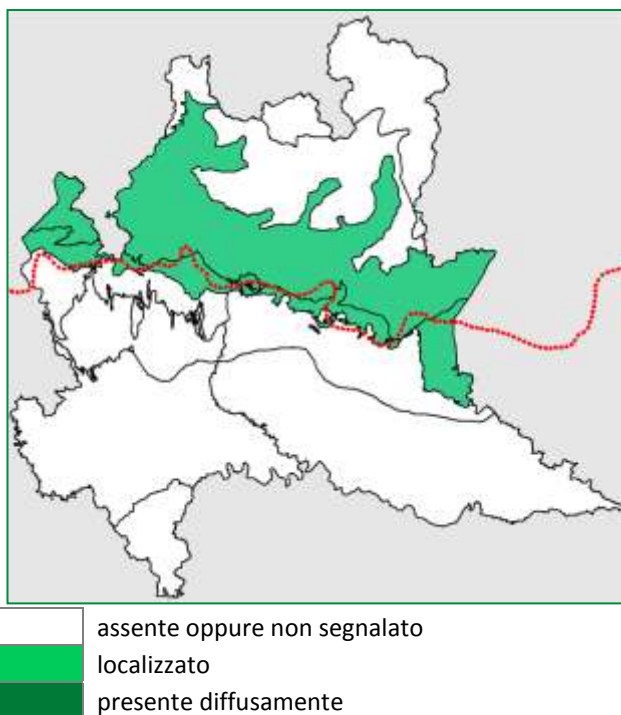 assente oppure non segnalato
localizzato
presente diffusamente